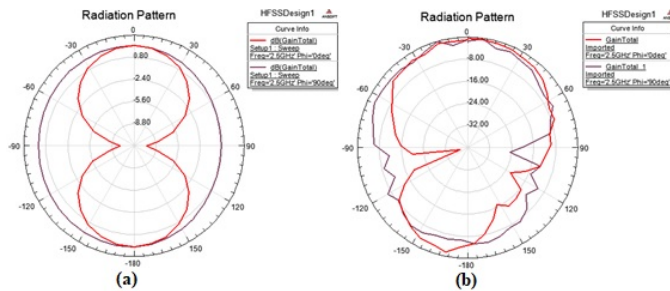 Radiation Pattern
HFSSDesign1
Curve Info
dB(GainTotal)
Setup1 : Sweep
Freq='2.5GHz' Phi='0deg'
dB(GainTotal)
Setup1 : Sweep
Freq='2.5GHz' Phi='90deg'
0
-30
30
0.80
-60
60
-2.40
-5.60
-8.80
-90
90
-120
120
-150
150
-180
(a)
Radiation Pattern
HFSSDesign1
Curve Info
GainTotal
Imported
Freq='2.5GHz' Phi='0deg'
GainTotal_1
Imported
Freq='2.5GHz' Phi='90deg'
0
-30
30
-8.00
-60
60
-16.00
-24.00
-32.00
-90
90
-120
120
-150
150
-180
(b)